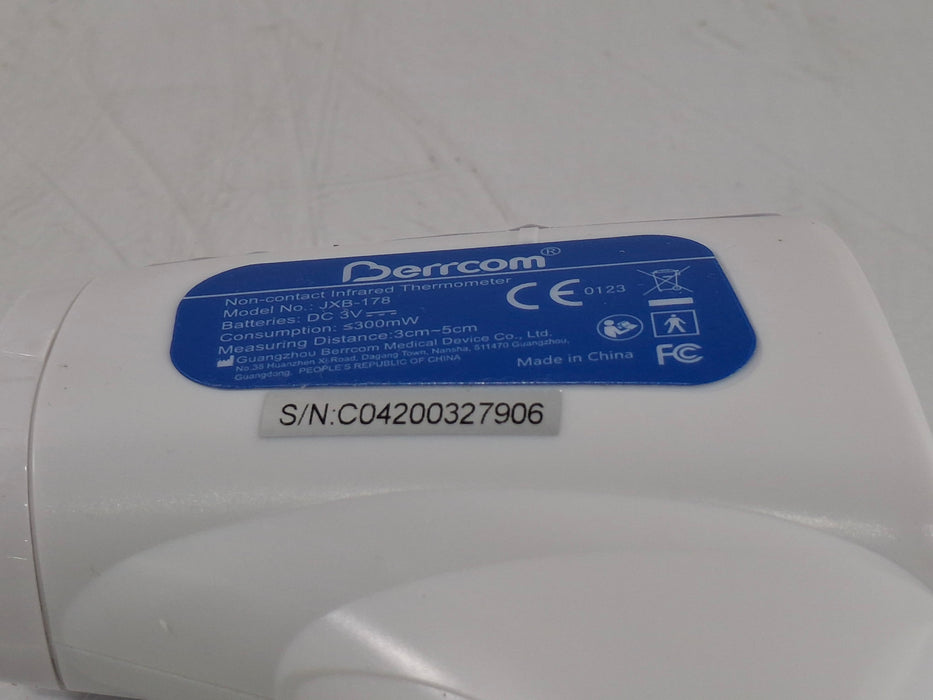 Berrcom®
Non-contact Infrared Thermometer
Model No.: JXB-178
Batteries: DC 3V
Consumption: ≤300mW
Measuring Distance:3cm~5cm
Guangzhou Berrcom Medical Device Co., Ltd.
No.38 Huanzhen Xi Road, Dagang Town, Nansha, 511470 Guangzhou,
Guangdong, PEOPLE'S REPUBLIC OF CHINA
CE 0123
Made in China
FC
S/N:C04200327906